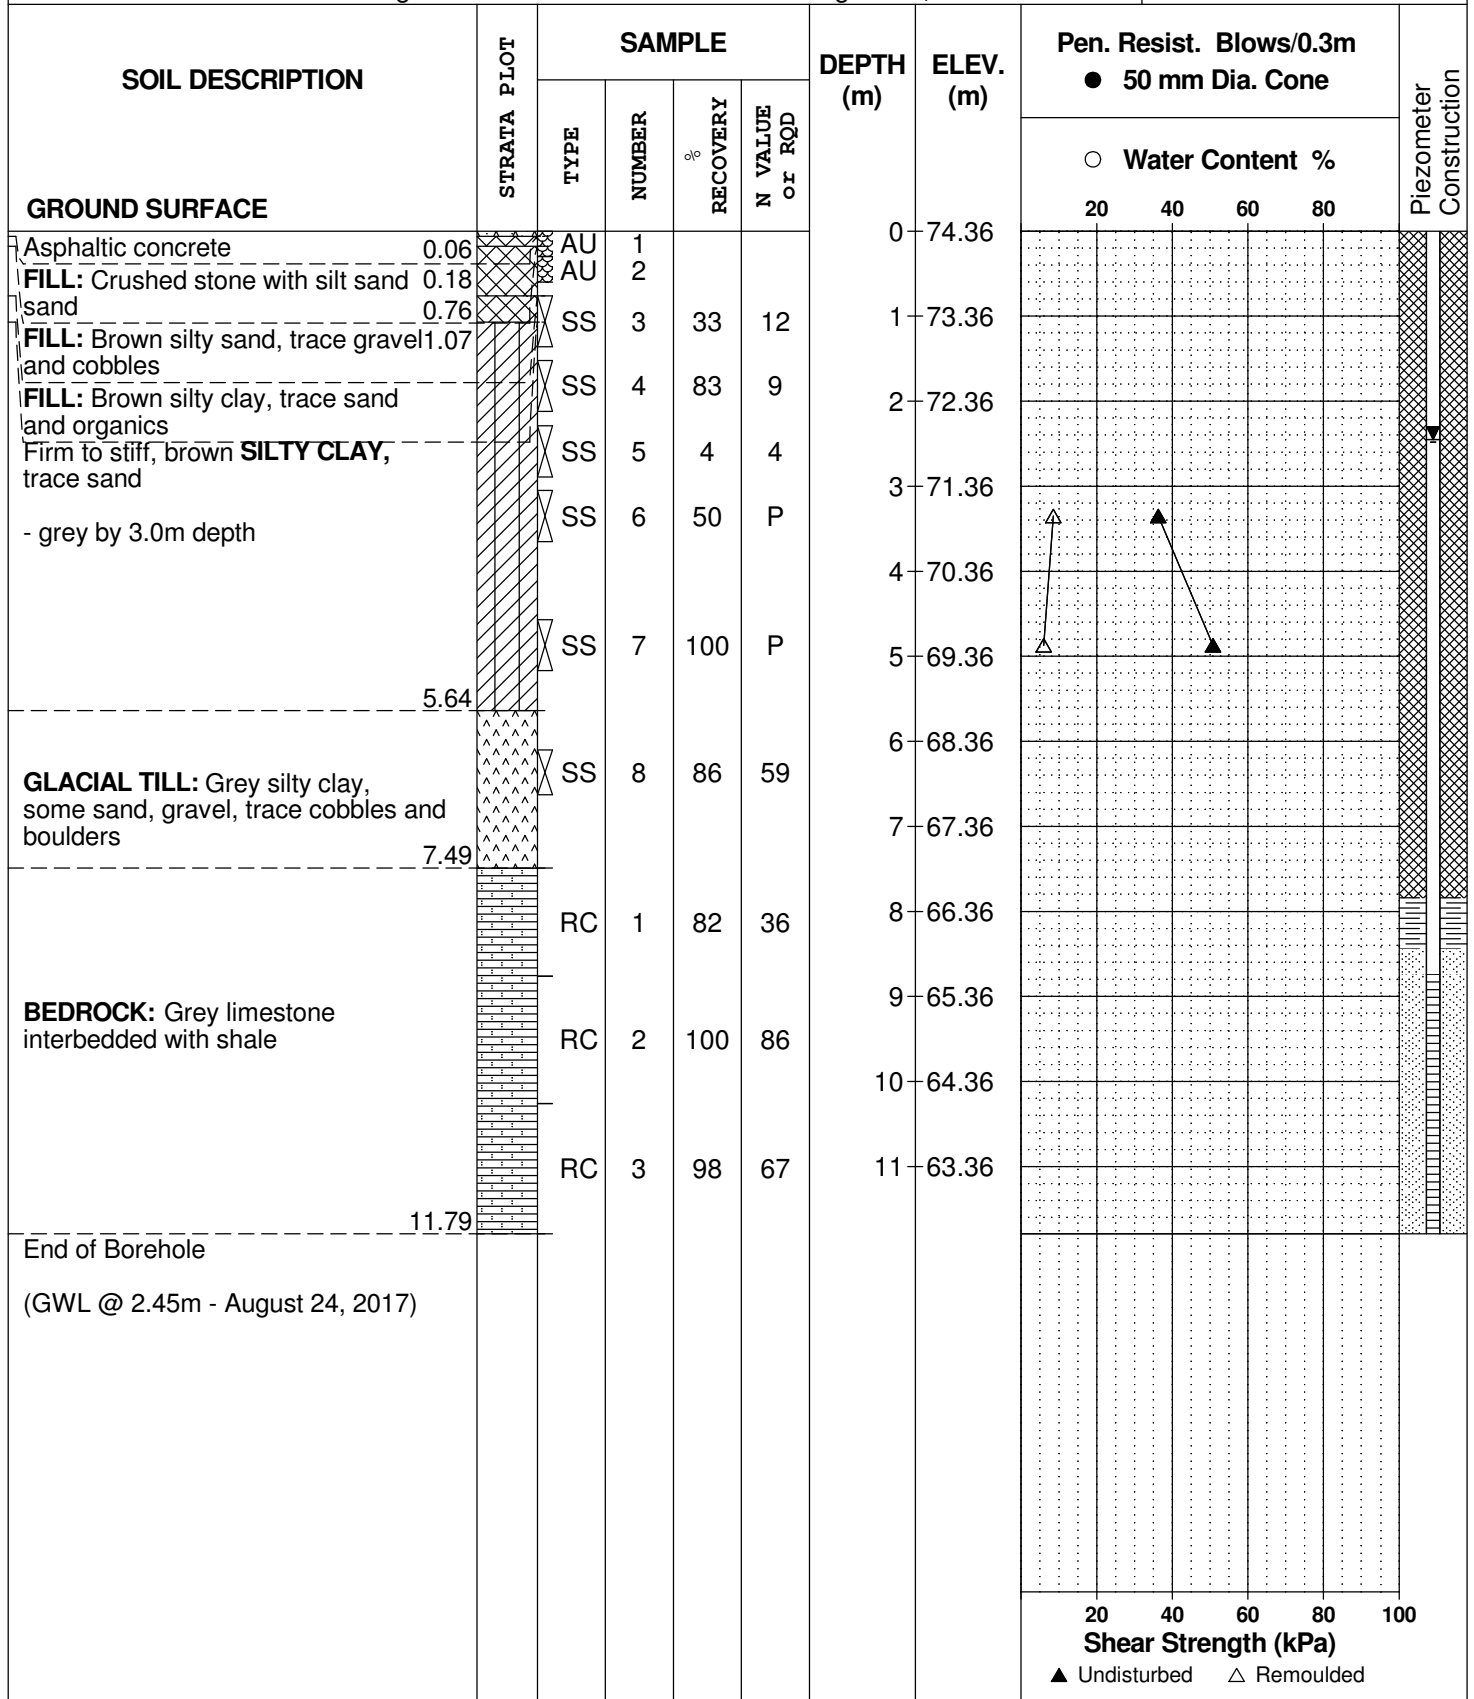 SOIL DESCRIPTION
GROUND SURFACE
STRATA PLOT
SAMPLE
TYPE
NUMBER
% RECOVERY
N VALUE or RQD
DEPTH (m)
ELEV. (m)
Pen. Resist. Blows/0.3m
● 50 mm Dia. Cone
○ Water Content %
20 40 60 80
Piezometer Construction
Asphaltic concrete 0.06
FILL: Crushed stone with silt sand 0.18
sand 0.76
FILL: Brown silty sand, trace gravel 1.07
and cobbles
FILL: Brown silty clay, trace sand
and organics
Firm to stiff, brown SILTY CLAY,
trace sand
- grey by 3.0m depth
5.64
GLACIAL TILL: Grey silty clay,
some sand, gravel, trace cobbles and
boulders
7.49
BEDROCK: Grey limestone
interbedded with shale
11.79
End of Borehole
(GWL @ 2.45m - August 24, 2017)
AU 1
AU 2
SS 3 33 12
SS 4 83 9
SS 5 4 4
SS 6 50 P
SS 7 100 P
SS 8 86 59
RC 1 82 36
RC 2 100 86
RC 3 98 67
0 74.36
1 73.36
2 72.36
3 71.36
4 70.36
5 69.36
6 68.36
7 67.36
8 66.36
9 65.36
10 64.36
11 63.36
20 40 60 80 100
Shear Strength (kPa)
▲ Undisturbed △ Remoulded